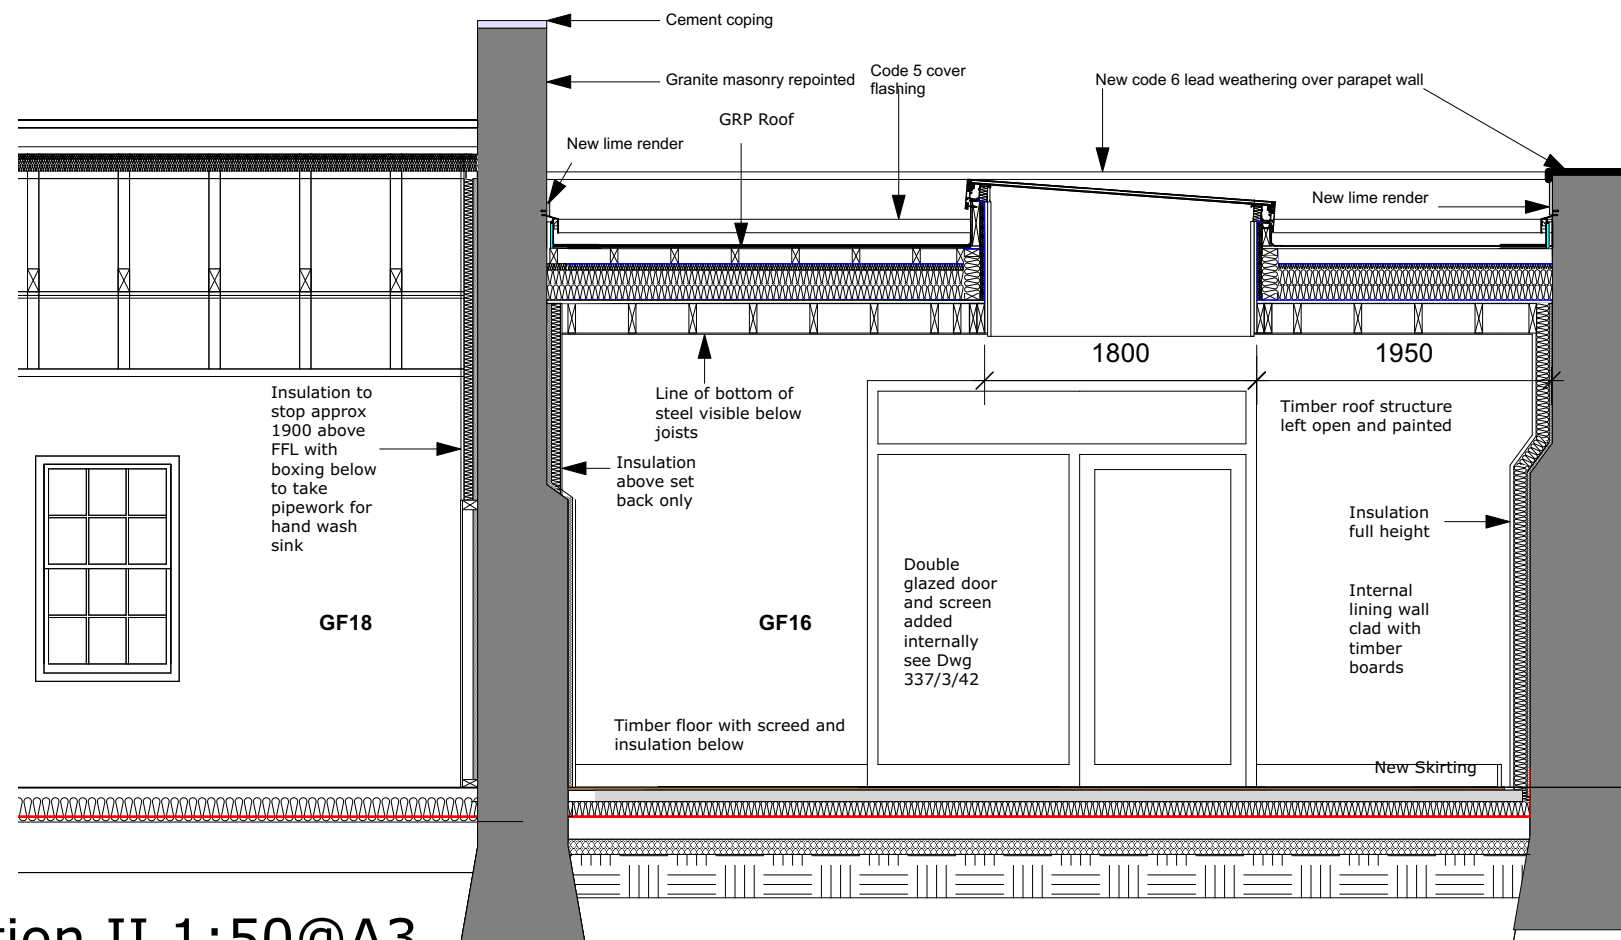 Cement coping
Granite masonry repointed
Code 5 cover
flashing
New code 6 lead weathering over parapet wall
GRP Roof
New lime render
New lime render
1800
1950
Insulation to
stop approx
1900 above
FFL with
boxing below
to take
pipework for
hand wash
sink
Line of bottom of
steel visible below
joists
Timber roof structure
left open and painted
Insulation
above set
back only
Insulation
full height
Double
glazed door
and screen
added
internally
see Dwg
337/3/42
Internal
lining wall
clad with
timber
boards
GF18
GF16
Timber floor with screed and
insulation below
New Skirting
tion II 1:50@A3